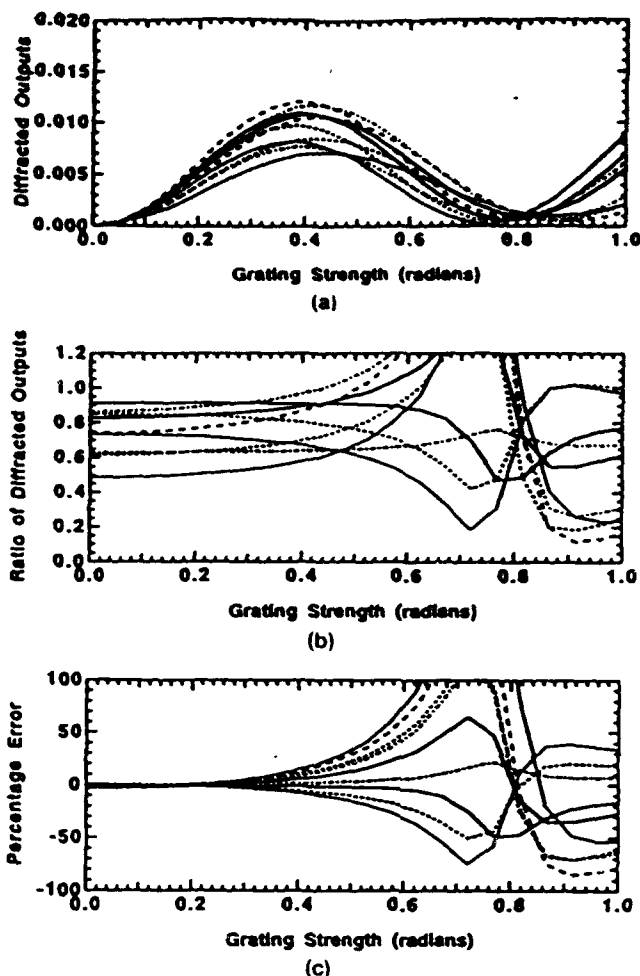 0.020
0.015
0.010
0.005
0.000
Diffracted Outputs
0.0 0.2 0.4 0.6 0.8 1.0
Grating Strength (radians)
(a)
1.2
1.0
0.8
0.6
0.4
0.2
0.0
Ratio of Diffracted Outputs
0.0 0.2 0.4 0.6 0.8 1.0
Grating Strength (radians)
(b)
100
50
0
-50
-100
Percentage Error
0.0 0.2 0.4 0.6 0.8 1.0
Grating Strength (radians)
(c)